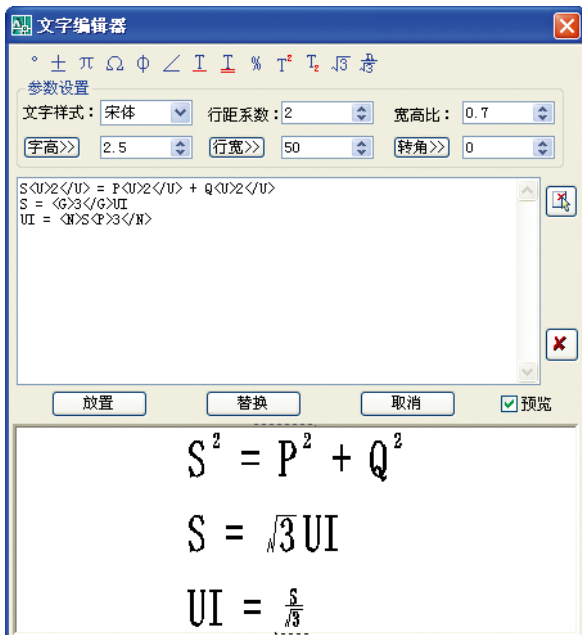 文字编辑器
° ± π Ω ф ∠ T T % T² T₂ √3 n/√3
参数设置
文字样式： 宋体 行距系数： 2 宽高比： 0.7
字高>> 2.5 行宽>> 50 转角>> 0
S<U>2</U> = P<U>2</U> + Q<U>2</U>
S = <G>3</G>UI
UI = <N>S<P>3</N>
放置 替换 取消 预览
S² = P² + Q²
S = √3UI
UI = S/√3